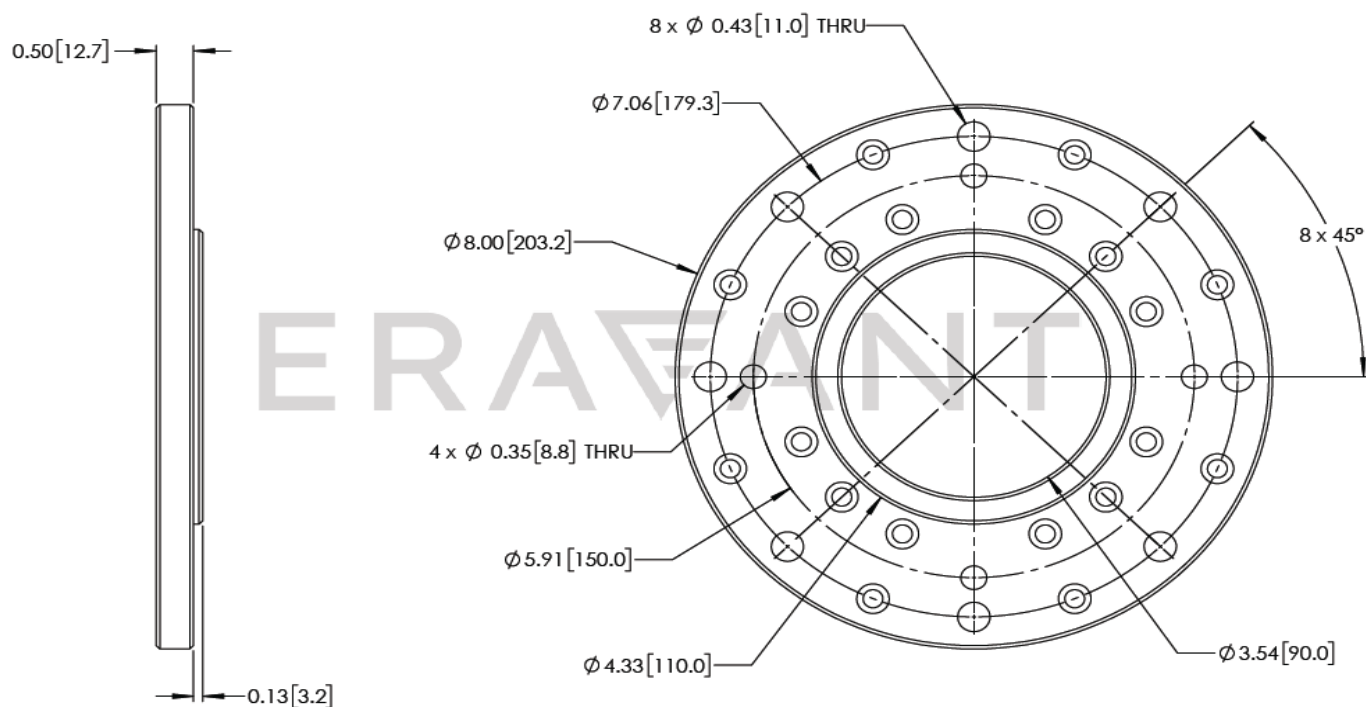 8 x Ø 0.43[11.0] THRU
0.50[12.7]
Ø7.06[179.3]
Ø8.00[203.2]
8 x 45°
ERAVANT
4 x Ø 0.35[8.8] THRU
Ø5.91[150.0]
Ø4.33[110.0]
Ø3.54[90.0]
0.13[3.2]